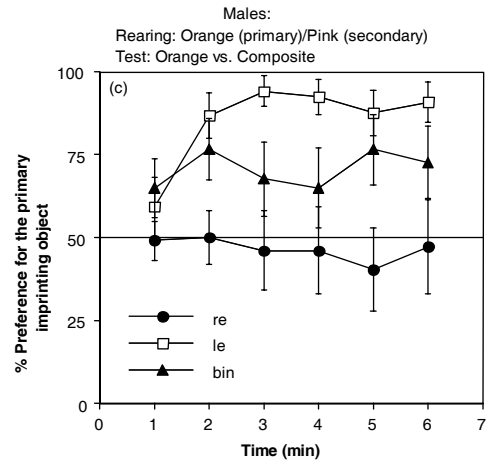 Males:
Rearing: Orange (primary)/Pink (secondary)
Test: Orange vs. Composite
(c)
100
75
50
25
0
% Preference for the primary
imprinting object
re
le
bin
0 1 2 3 4 5 6 7
Time (min)